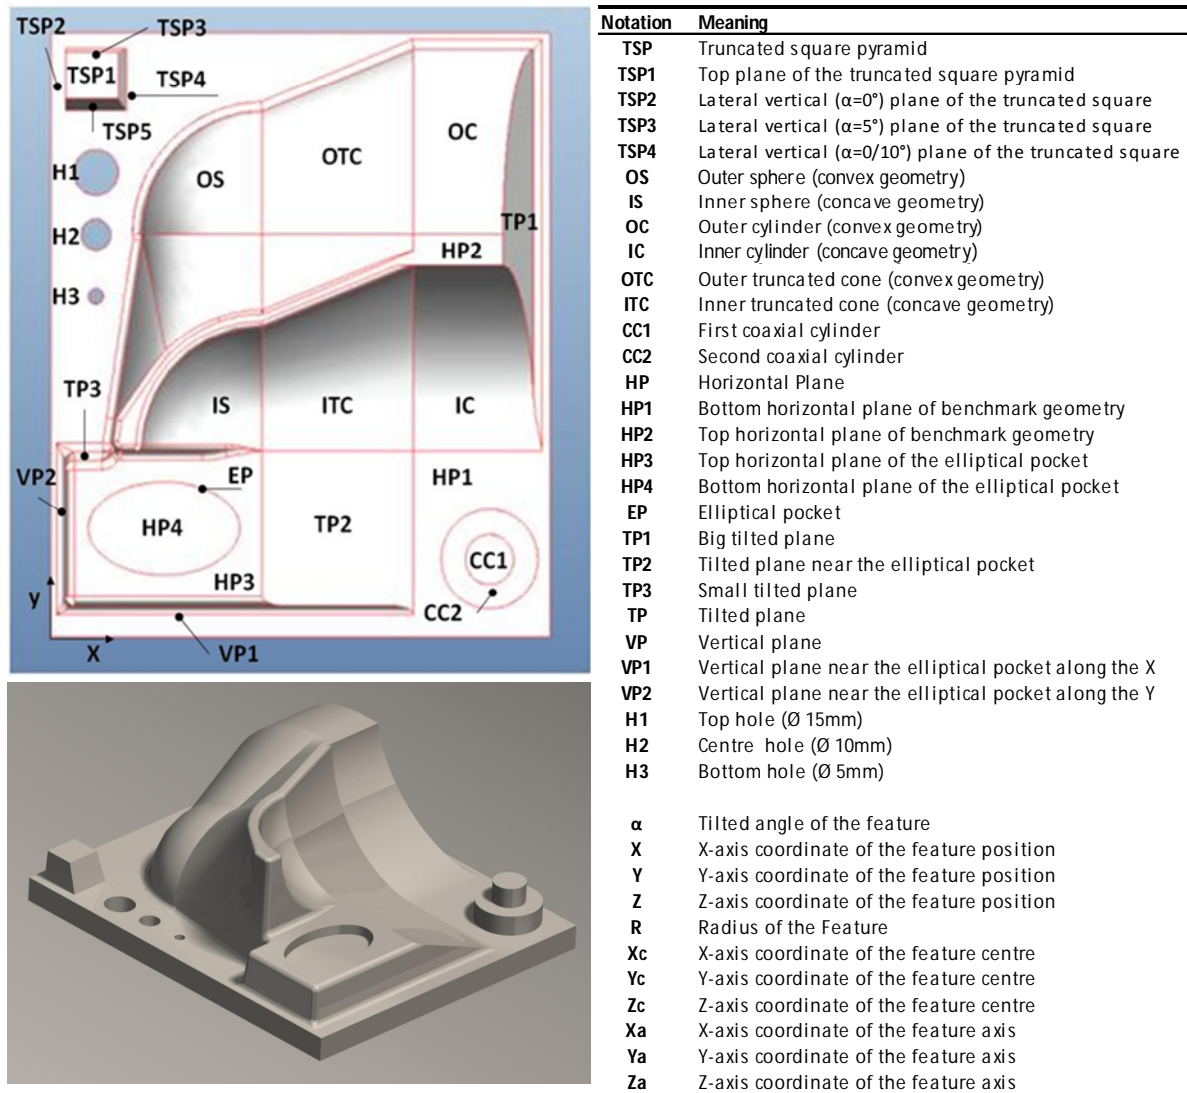 TSP2
TSP3
TSP1
TSP4
TSP5
H1
OS
OTC
OC
TP1
H2
HP2
H3
TP3
IS
ITC
IC
VP2
EP
HP1
HP4
TP2
CC1
HP3
CC2
y
X
VP1
Notation Meaning
TSP Truncated square pyramid
TSP1 Top plane of the truncated square pyramid
TSP2 Lateral vertical (α=0°) plane of the truncated square
TSP3 Lateral vertical (α=5°) plane of the truncated square
TSP4 Lateral vertical (α=0/10°) plane of the truncated square
OS Outer sphere (convex geometry)
IS Inner sphere (concave geometry)
OC Outer cylinder (convex geometry)
IC Inner cylinder (concave geometry)
OTC Outer truncated cone (convex geometry)
ITC Inner truncated cone (concave geometry)
CC1 First coaxial cylinder
CC2 Second coaxial cylinder
HP Horizontal Plane
HP1 Bottom horizontal plane of benchmark geometry
HP2 Top horizontal plane of benchmark geometry
HP3 Top horizontal plane of the elliptical pocket
HP4 Bottom horizontal plane of the elliptical pocket
EP Elliptical pocket
TP1 Big tilted plane
TP2 Tilted plane near the elliptical pocket
TP3 Small tilted plane
TP Tilted plane
VP Vertical plane
VP1 Vertical plane near the elliptical pocket along the X
VP2 Vertical plane near the elliptical pocket along the Y
H1 Top hole (Ø 15mm)
H2 Centre hole (Ø 10mm)
H3 Bottom hole (Ø 5mm)
α Tilted angle of the feature
X X-axis coordinate of the feature position
Y Y-axis coordinate of the feature position
Z Z-axis coordinate of the feature position
R Radius of the Feature
Xc X-axis coordinate of the feature centre
Yc Y-axis coordinate of the feature centre
Zc Z-axis coordinate of the feature centre
Xa X-axis coordinate of the feature axis
Ya Y-axis coordinate of the feature axis
Za Z-axis coordinate of the feature axis